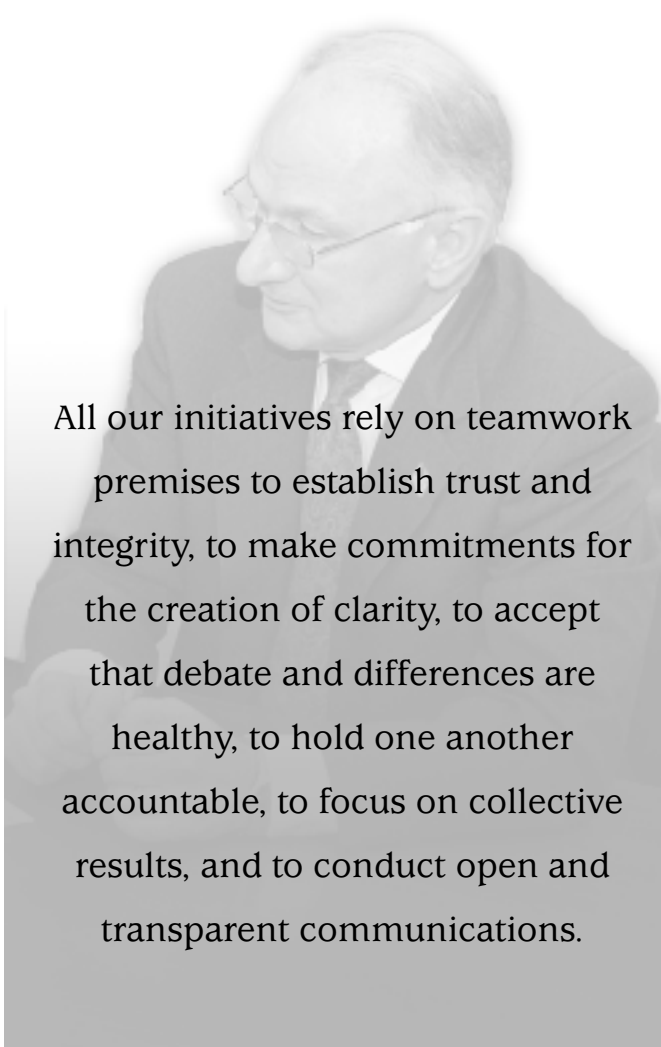 All our initiatives rely on teamwork
premises to establish trust and
integrity, to make commitments for
the creation of clarity, to accept
that debate and differences are
healthy, to hold one another
accountable, to focus on collective
results, and to conduct open and
transparent communications.